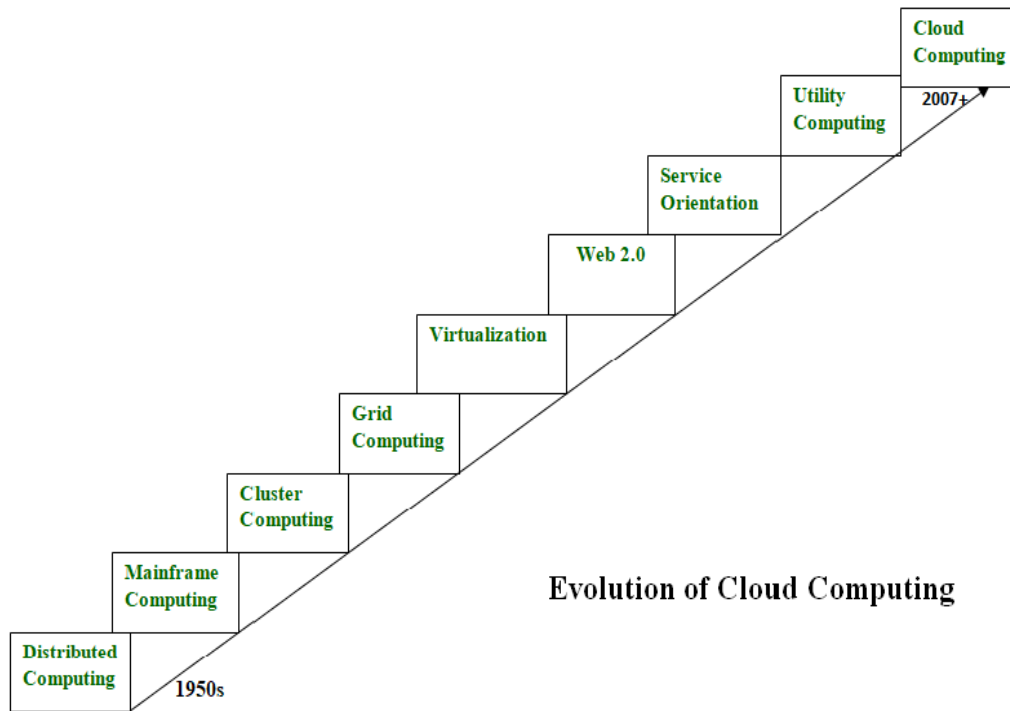 Cloud
Computing
2007+
Utility
Computing
Service
Orientation
Web 2.0
Virtualization
Grid
Computing
Cluster
Computing
Mainframe
Computing
Evolution of Cloud Computing
Distributed
Computing
1950s